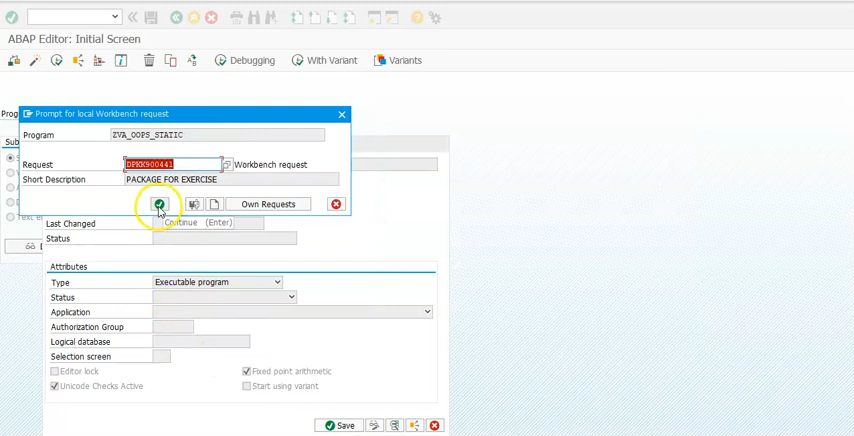 ABAP Editor: Initial Screen
Debugging With Variant Variants
Prompt for local Workbench request
Program ZVA_OOPS_STATIC
Request DPKK900441 Workbench request
Short Description PACKAGE FOR EXERCISE
Own Requests
Continue (Enter)
Last Changed
Status
Attributes
Type Executable program
Status
Application
Authorization Group
Logical database
Selection screen
Editor lock Fixed point arithmetic
Unicode Checks Active Start using variant
Save